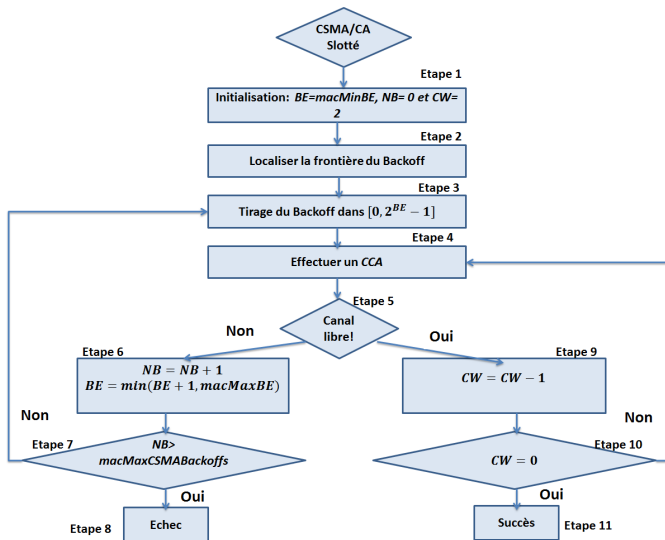 CSMA/CA
Slotté
Etape 1
Initialisation: BE=macMinBE, NB= 0 et CW=
2
Etape 2
Localiser la frontière du Backoff
Etape 3
Tirage du Backoff dans [0, 2^{BE} − 1]
Etape 4
Effectuer un CCA
Etape 5
Canal
libre!
Non
Oui
Etape 6
NB = NB + 1
BE = min(BE + 1, macMaxBE)
Etape 9
CW = CW − 1
Non
Etape 7
NB>
macMaxCSMABackoffs
Non
Etape 10
CW = 0
Oui
Etape 8
Echec
Oui
Succès
Etape 11